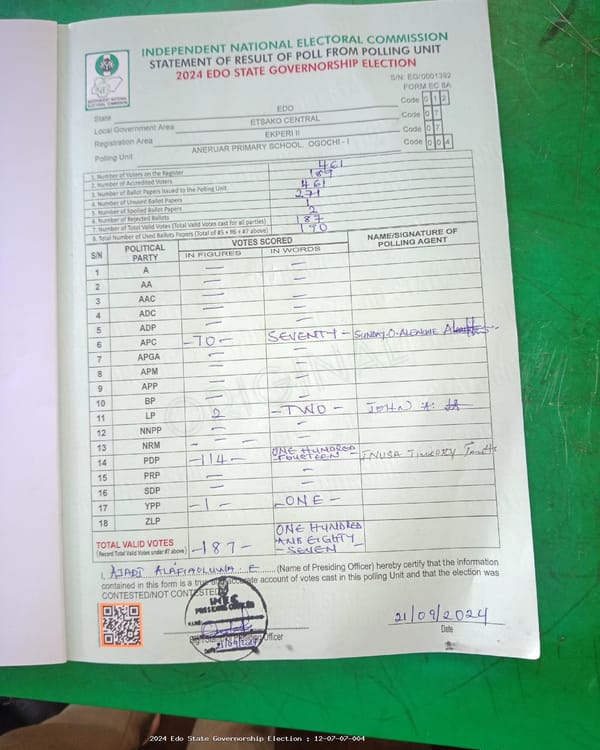 INDEPENDENT NATIONAL ELECTORAL COMMISSION
STATEMENT OF RESULT OF POLL FROM POLLING UNIT
2024 EDO STATE GOVERNORSHIP ELECTION
S/N: EG/0001392
FORM EC 8A
INDEPENDENT NATIONAL ELECTORAL COMMISSION
State EDO Code 0 1 2
Local Government Area ETSAKO CENTRAL Code 0 7
Registration Area EKPERI II Code 0 7
Polling Unit ANERUAR PRIMARY SCHOOL, OGOCHI - I Code 0 0 4
1. Number of Voters on the Register 461
2. Number of Accredited Voters 189
3. Number of Ballot Papers Issued to the Polling Unit 461
4. Number of Unused Ballot Papers 271
5. Number of Spoiled Ballot Papers 1
6. Number of Rejected Ballots 2
7. Number of Total Valid Votes (Total Valid Votes cast for all parties) 187
8. Total Number of Used Ballots Papers (Total of #5 + #6 + #7 above) 190
S/N POLITICAL PARTY VOTES SCORED NAME/SIGNATURE OF POLLING AGENT
IN FIGURES IN WORDS
1 A — —
2 AA — —
3 AAC — —
4 ADC — —
5 ADP — —
6 APC -70- SEVENTY - SUNDAY.O.
7 APGA — —
8 APM — —
9 APP — —
10 BP — —
11 LP 2 -TWO- JOHN
12 NNPP — —
13 NRM - - - —
14 PDP -114- ONE HUNDRED -FOURTEEN- INUSA TIMOTHY
15 PRP — —
16 SDP — —
17 YPP -1- -ONE-
18 ZLP
TOTAL VALID VOTES
(Record Total Valid Votes under #7 above) -187- ONE HUNDRED AND EIGHTY - SEVEN
I, AJADI ALAFIAOLUWA E (Name of Presiding Officer) hereby certify that the information
contained in this form is a true and accurate account of votes cast in this polling Unit and that the election was
CONTESTED/NOT CONTESTED
INEC
PRESIDING OFFICER
21/09/2024
Presiding Officer
21/09/2024
Date
2024 Edo State Governorship Election : 12-07-07-004